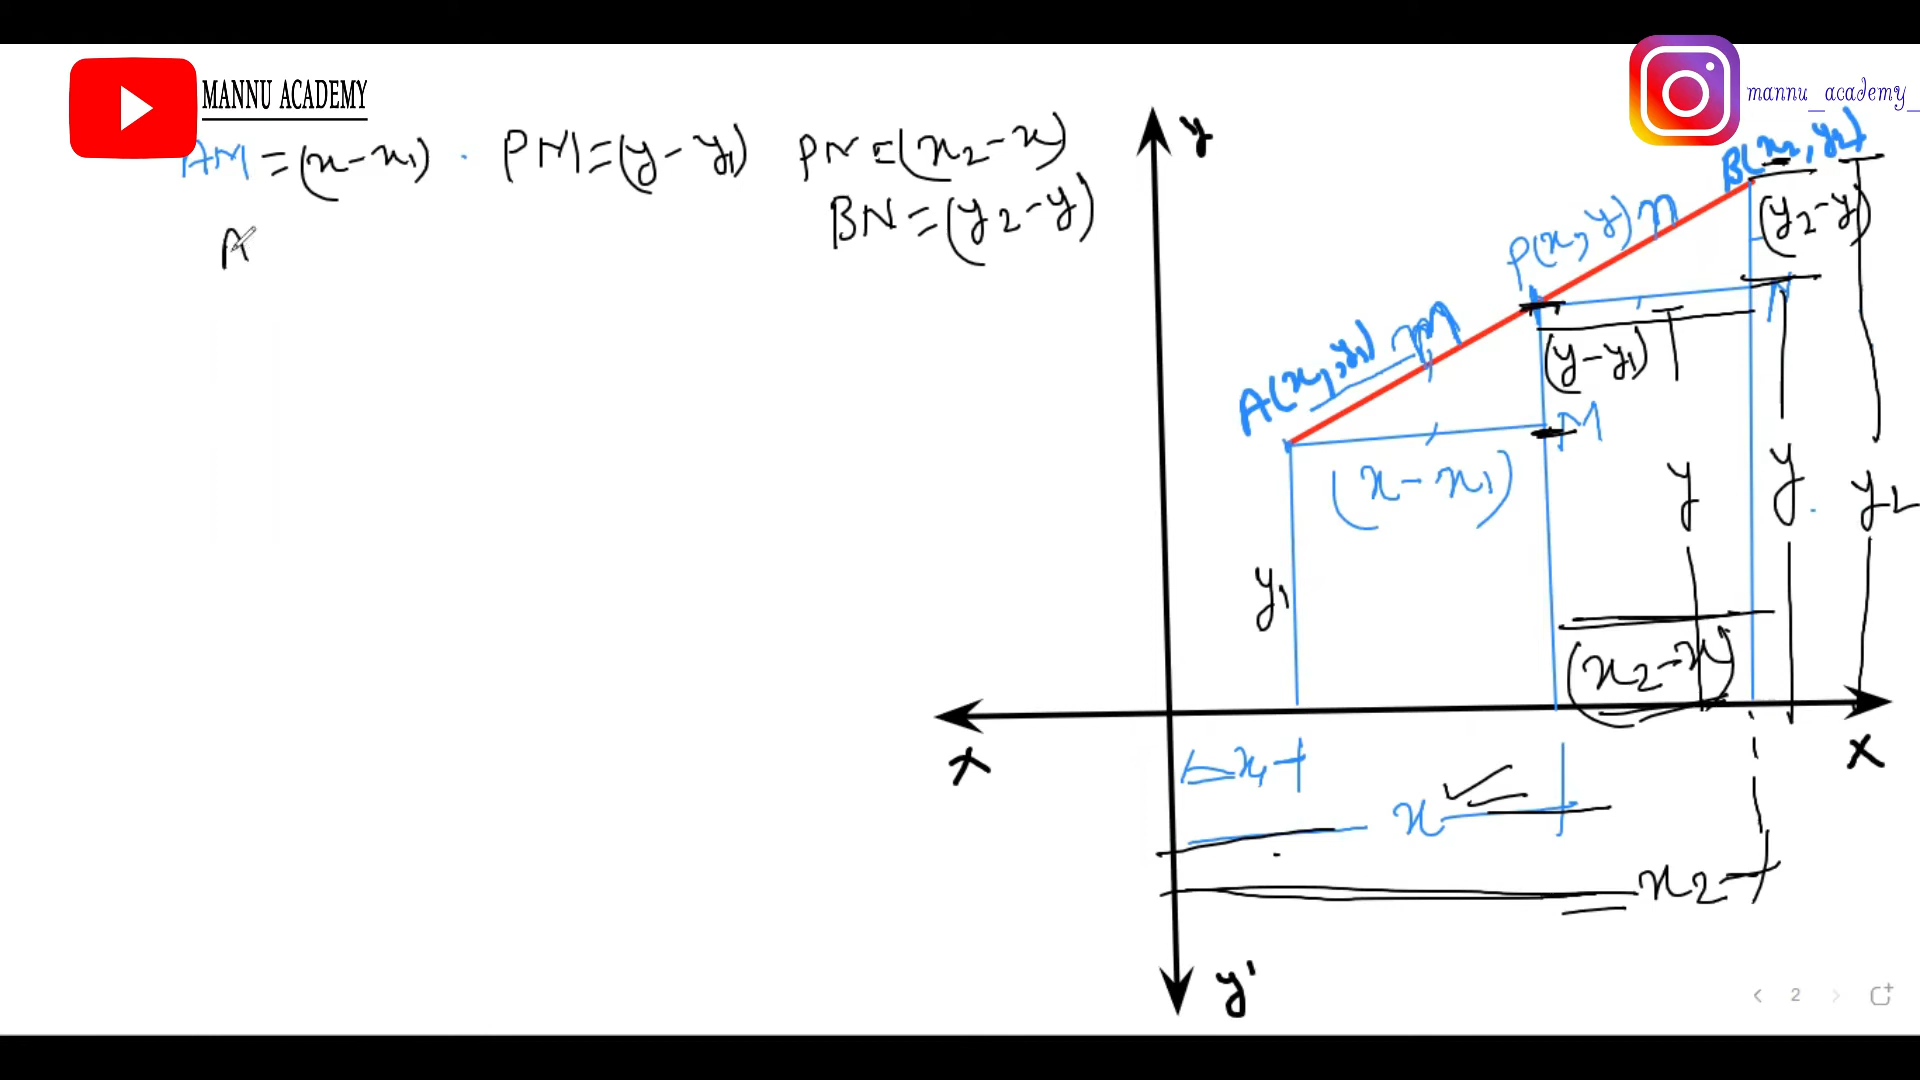 MANNU ACADEMY
mannu_academy_
AM = (x-x₁) . PM = (y-y₁) PN = (x₂-x)
BN = (y₂-y)
A
y
B(x₂, y₂)
(y₂-y)
P(x, y) n
N
A(x₁, y₁) m
(y-y₁)
M
(x-x₁)
y
y
y₂
y₁
(x₂-x)
x
x₁
x
x
x₂
y'
2